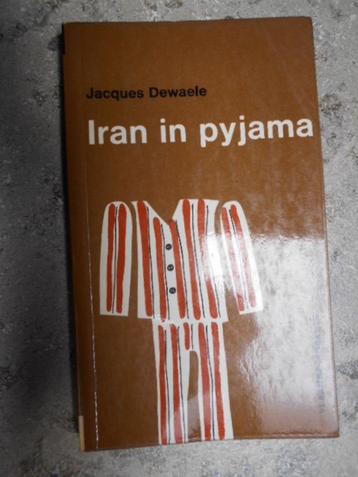 Jacques Dewaele
Iran in pyjama